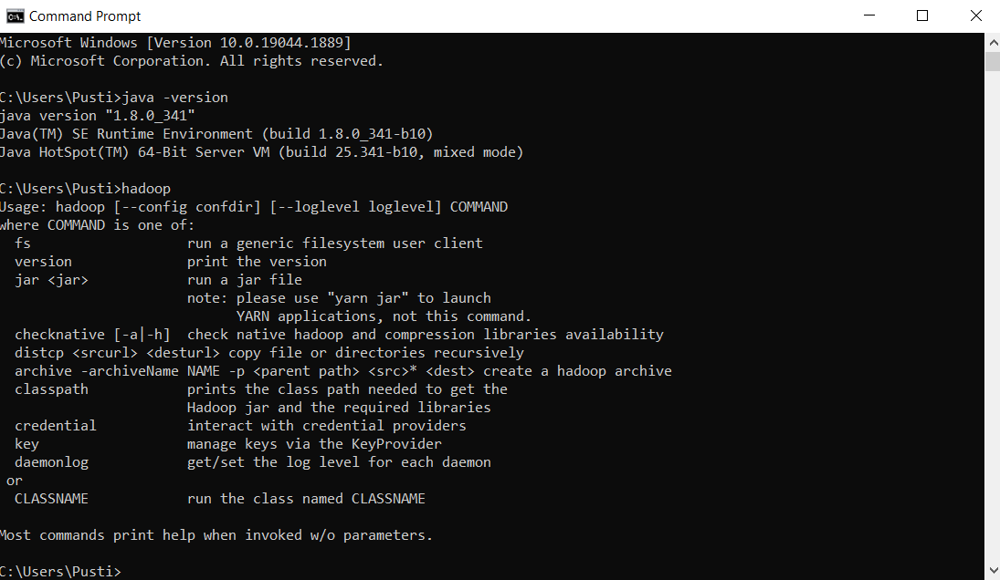 Command Prompt
Microsoft Windows [Version 10.0.19044.1889]
(c) Microsoft Corporation. All rights reserved.
C:\Users\Pusti>java -version
java version "1.8.0_341"
Java(TM) SE Runtime Environment (build 1.8.0_341-b10)
Java HotSpot(TM) 64-Bit Server VM (build 25.341-b10, mixed mode)
C:\Users\Pusti>hadoop
Usage: hadoop [--config confdir] [--loglevel loglevel] COMMAND
where COMMAND is one of:
  fs                   run a generic filesystem user client
  version              print the version
  jar <jar>            run a jar file
                       note: please use "yarn jar" to launch
                             YARN applications, not this command.
  checknative [-a|-h]  check native hadoop and compression libraries availability
  distcp <srcurl> <desturl> copy file or directories recursively
  archive -archiveName NAME -p <parent path> <src>* <dest> create a hadoop archive
  classpath            prints the class path needed to get the
                       Hadoop jar and the required libraries
  credential           interact with credential providers
  key                  manage keys via the KeyProvider
  daemonlog            get/set the log level for each daemon
 or
  CLASSNAME            run the class named CLASSNAME
Most commands print help when invoked w/o parameters.
C:\Users\Pusti>